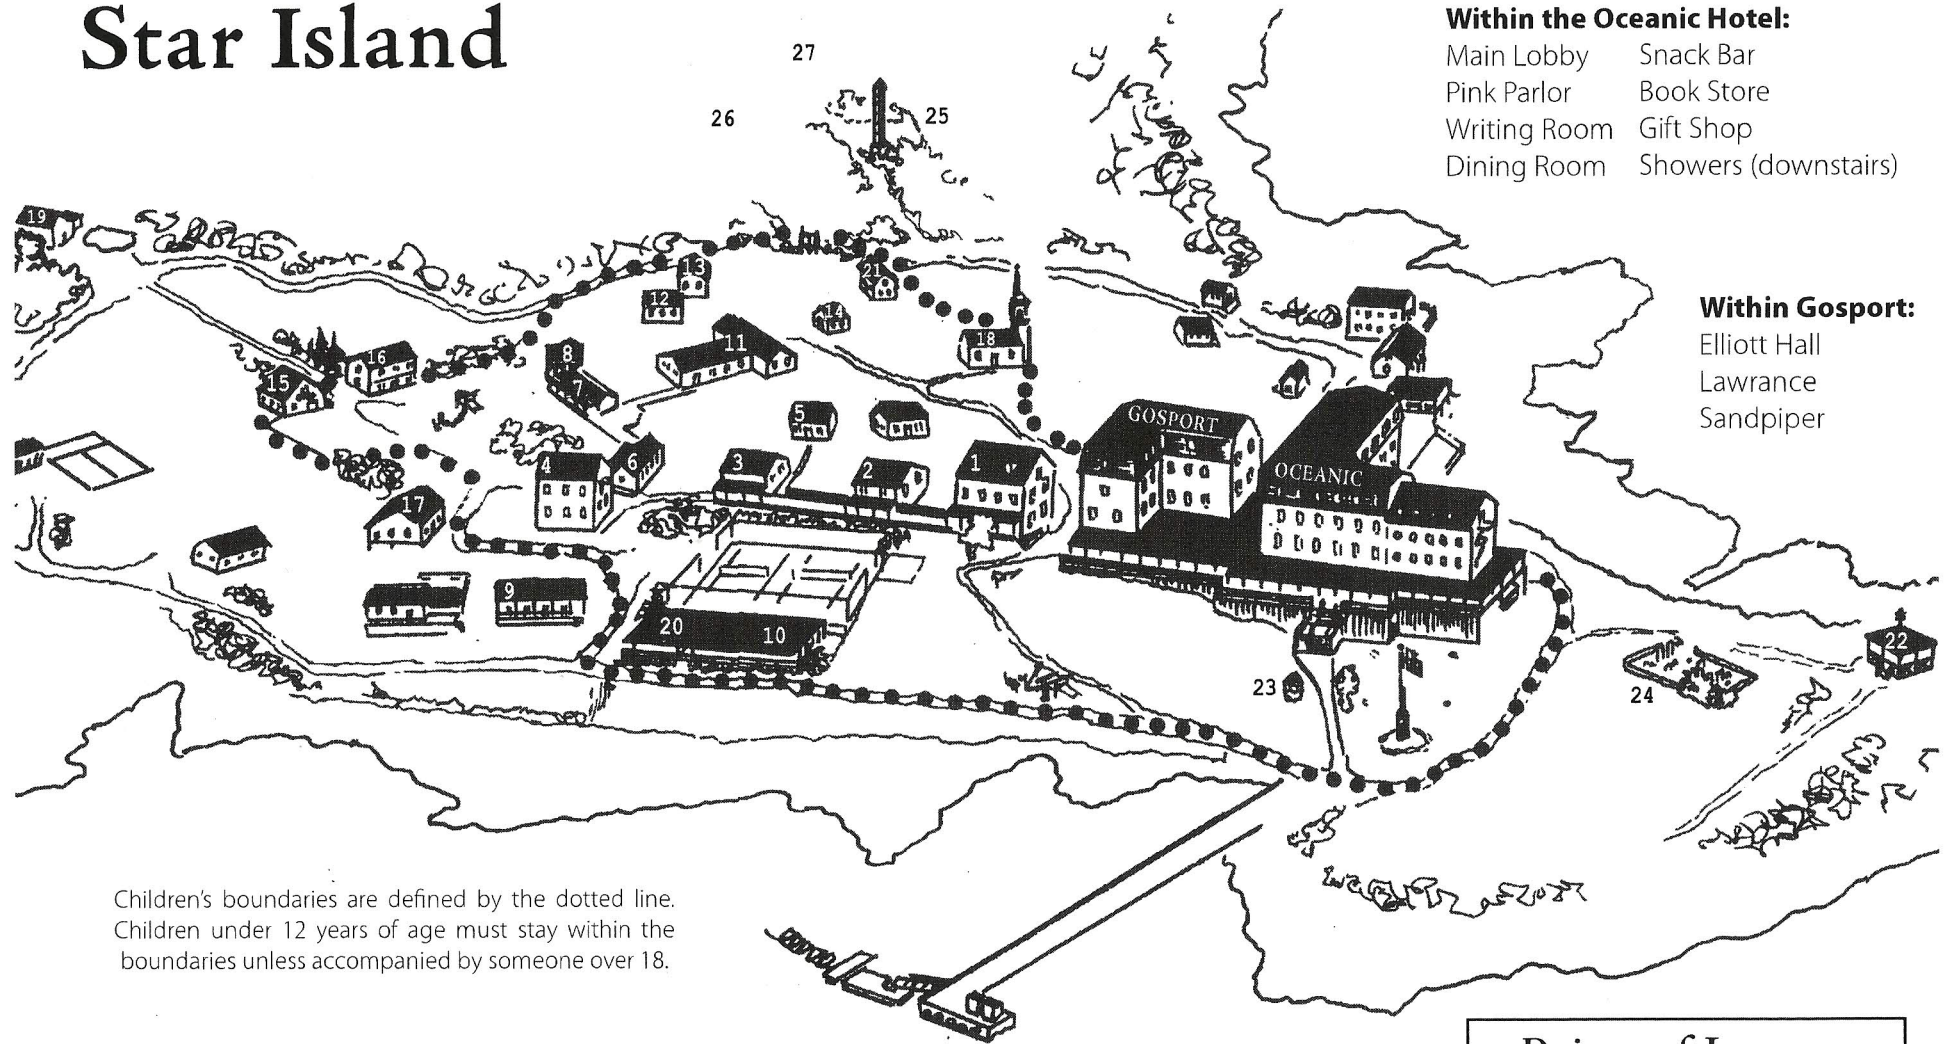 Star Island
Within the Oceanic Hotel:
Main Lobby Snack Bar
Pink Parlor Book Store
Writing Room Gift Shop
Dining Room Showers (downstairs)
Within Gosport:
Elliott Hall
Lawrance
Sandpiper
27
26
25
19
13
12
21
14
18
16
15
8
7
11
5
GOSPORT
OCEANIC
4
6
3
2
1
17
9
20
10
22
23
24
Children's boundaries are defined by the dotted line.
Children under 12 years of age must stay within the
boundaries unless accompanied by someone over 18.